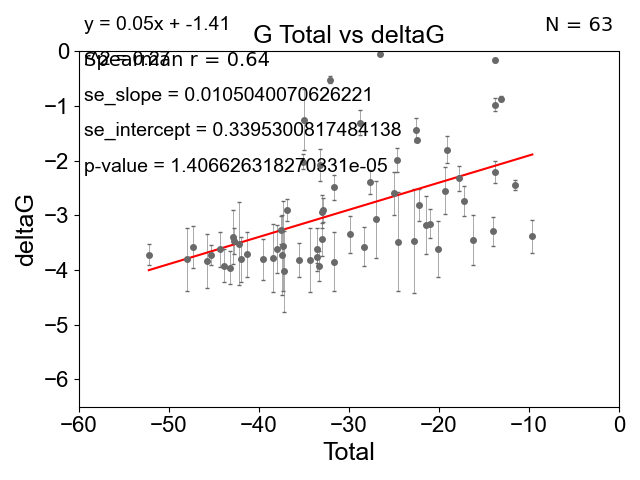 y = 0.05x + -1.41
N = 63
G Total vs deltaG
Spearman r = 0.64
se_slope = 0.0105040070626221
se_intercept = 0.3395300817484138
p-value = 1.406626318270831e-05
deltaG
0
−1
−2
−3
−4
−5
−6
−60
−50
−40
−30
−20
−10
0
Total